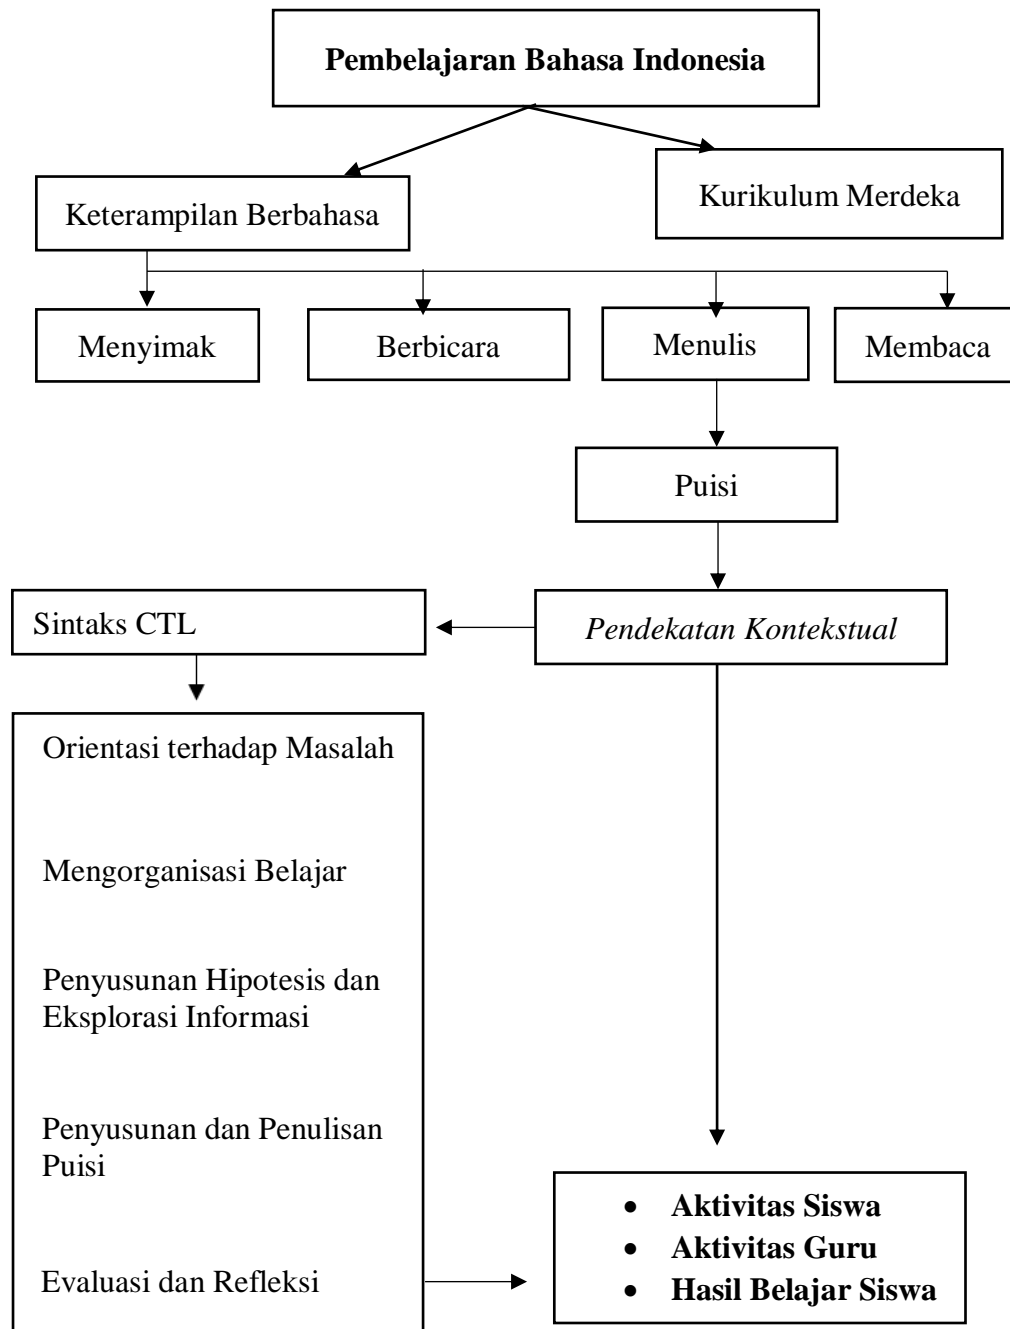 Pembelajaran Bahasa Indonesia
Keterampilan Berbahasa
Kurikulum Merdeka
Menyimak
Berbicara
Menulis
Membaca
Puisi
Sintaks CTL
Pendekatan Kontekstual
Orientasi terhadap Masalah
Mengorganisasi Belajar
Penyusunan Hipotesis dan
Eksplorasi Informasi
Penyusunan dan Penulisan
Puisi
Evaluasi dan Refleksi
• Aktivitas Siswa
• Aktivitas Guru
• Hasil Belajar Siswa